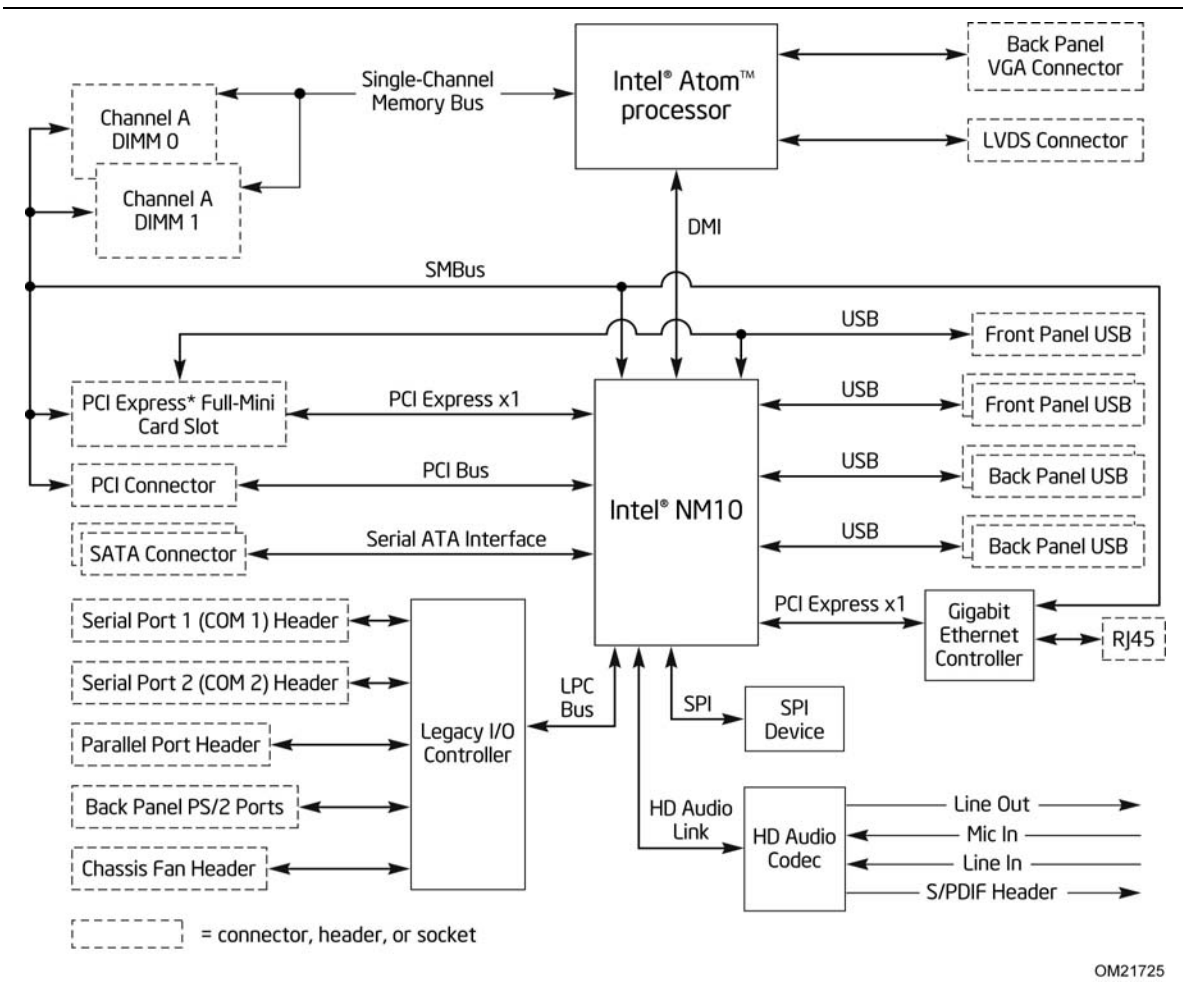 Single-Channel
Memory Bus
Intel® Atom™
processor
Back Panel
VGA Connector
Channel A
DIMM 0
LVDS Connector
Channel A
DIMM 1
DMI
SMBus
USB
Front Panel USB
PCI Express* Full-Mini
Card Slot
PCI Express x1
USB
Front Panel USB
PCI Connector
PCI Bus
USB
Back Panel USB
Intel® NM10
SATA Connector
Serial ATA Interface
USB
Back Panel USB
PCI Express x1
Gigabit
Ethernet
Controller
RJ45
Serial Port 1 (COM 1) Header
Serial Port 2 (COM 2) Header
LPC
Bus
SPI
SPI
Device
Parallel Port Header
Legacy I/O
Controller
Back Panel PS/2 Ports
Chassis Fan Header
HD Audio
Link
HD Audio
Codec
Line Out
Mic In
Line In
S/PDIF Header
= connector, header, or socket
OM21725